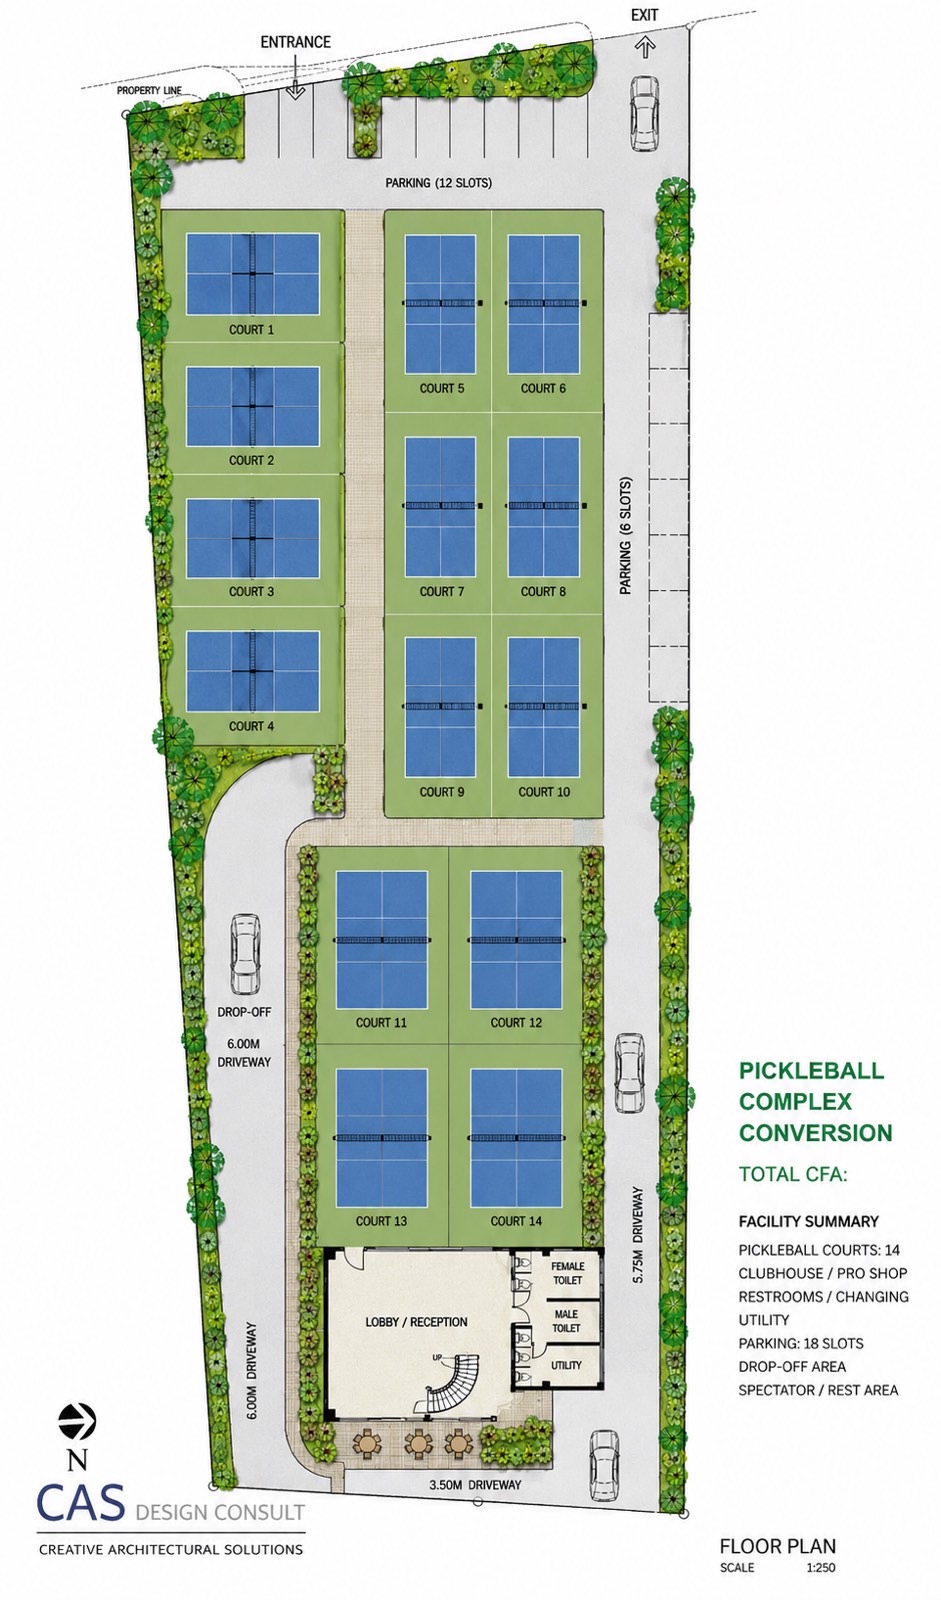 EXIT
ENTRANCE
PROPERTY LINE
PARKING (12 SLOTS)
COURT 1
COURT 2
COURT 3
COURT 4
COURT 5
COURT 6
COURT 7
COURT 8
COURT 9
COURT 10
PARKING (6 SLOTS)
DROP-OFF
6.00M
DRIVEWAY
COURT 11
COURT 12
COURT 13
COURT 14
5.75M DRIVEWAY
6.00M DRIVEWAY
LOBBY / RECEPTION
UP
FEMALE
TOILET
MALE
TOILET
UTILITY
3.50M DRIVEWAY
PICKLEBALL
COMPLEX
CONVERSION
TOTAL CFA:
FACILITY SUMMARY
PICKLEBALL COURTS: 14
CLUBHOUSE / PRO SHOP
RESTROOMS / CHANGING
UTILITY
PARKING: 18 SLOTS
DROP-OFF AREA
SPECTATOR / REST AREA
N
CAS DESIGN CONSULT
CREATIVE ARCHITECTURAL SOLUTIONS
FLOOR PLAN
SCALE 1:250